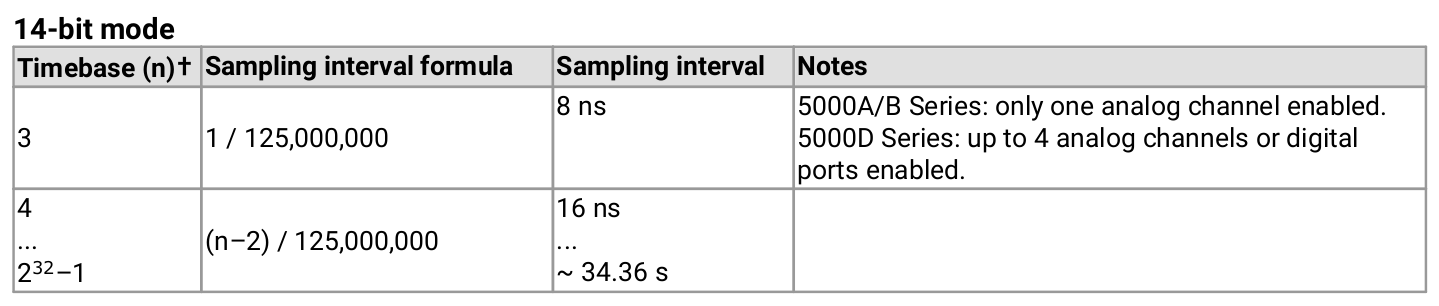 14-bit mode
Timebase (n)† Sampling interval formula Sampling interval Notes
3 1 / 125,000,000 8 ns 5000A/B Series: only one analog channel enabled.
5000D Series: up to 4 analog channels or digital
ports enabled.
4 (n−2) / 125,000,000 16 ns
... ...
2³²−1 ~ 34.36 s